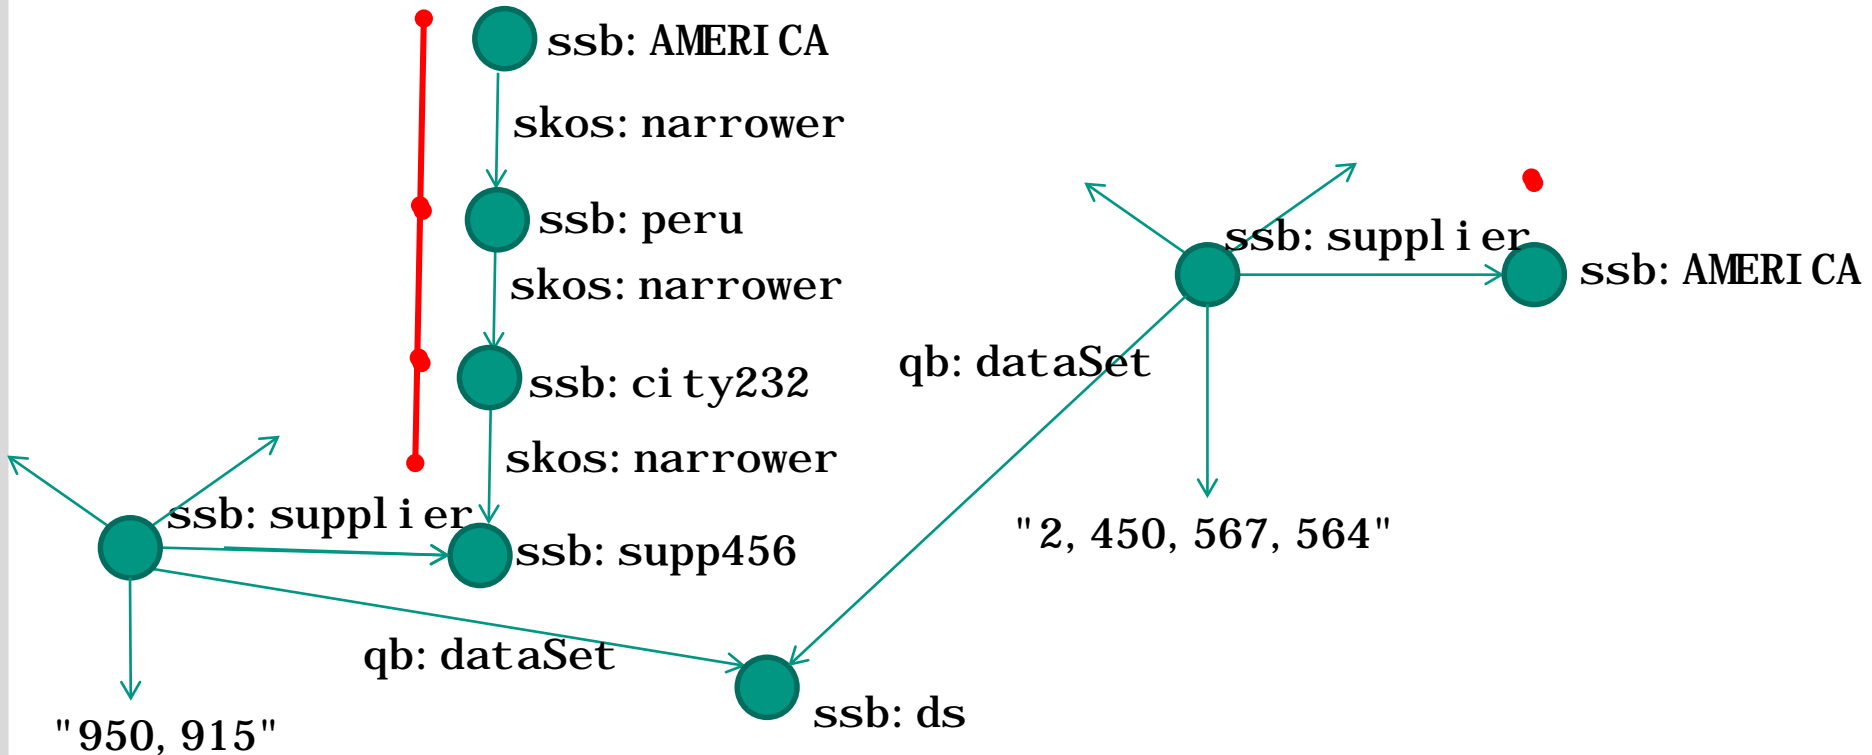 ssb:AMERICA
skos:narrower
ssb:peru
skos:narrower
ssb:city232
skos:narrower
ssb:supplier
ssb:supp456
qb:dataSet
"950,915"
ssb:ds
qb:dataSet
ssb:supplier
ssb:AMERICA
"2,450,567,564"